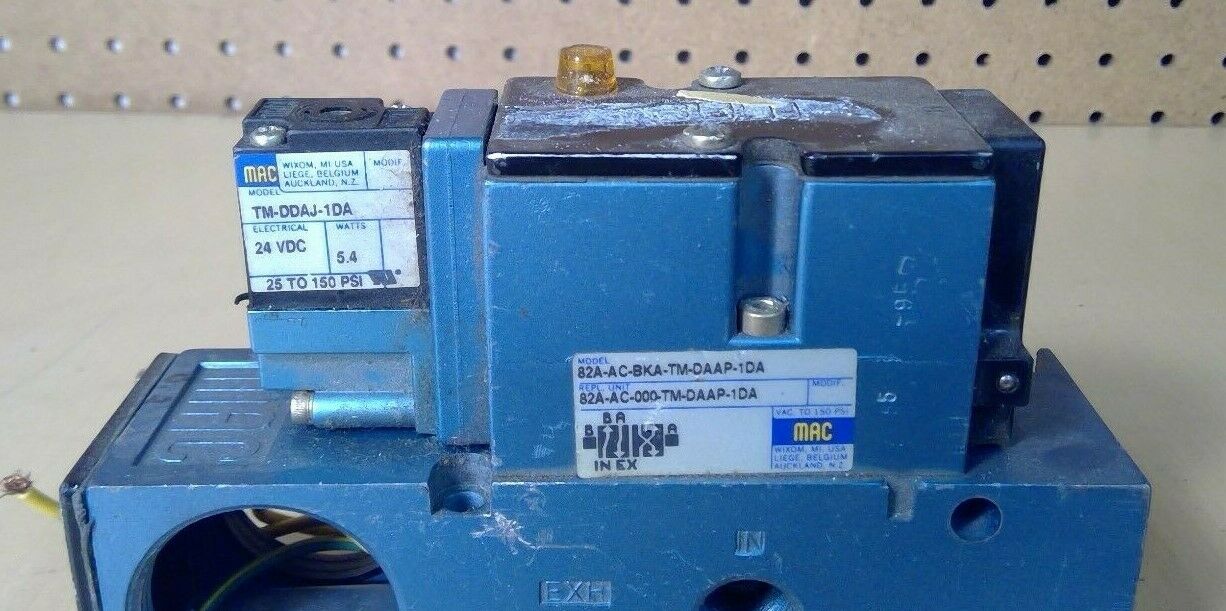 MAC
WIXOM, MI. USA
LIEGE, BELGIUM
AUCKLAND, N.Z.
MODIF.
MODEL
TM-DDAJ-1DA
ELECTRICAL
WATTS
24 VDC
5.4
25 TO 150 PSI
MODEL
82A-AC-BKA-TM-DAAP-1DA
REPL. UNIT
MODIF.
82A-AC-000-TM-DAAP-1DA
B A
B
A
IN EX
VAC. TO 150 PSI
MAC
WIXOM, MI. USA
LIEGE, BELGIUM
AUCKLAND, N.Z.
MAC
IN
EXH